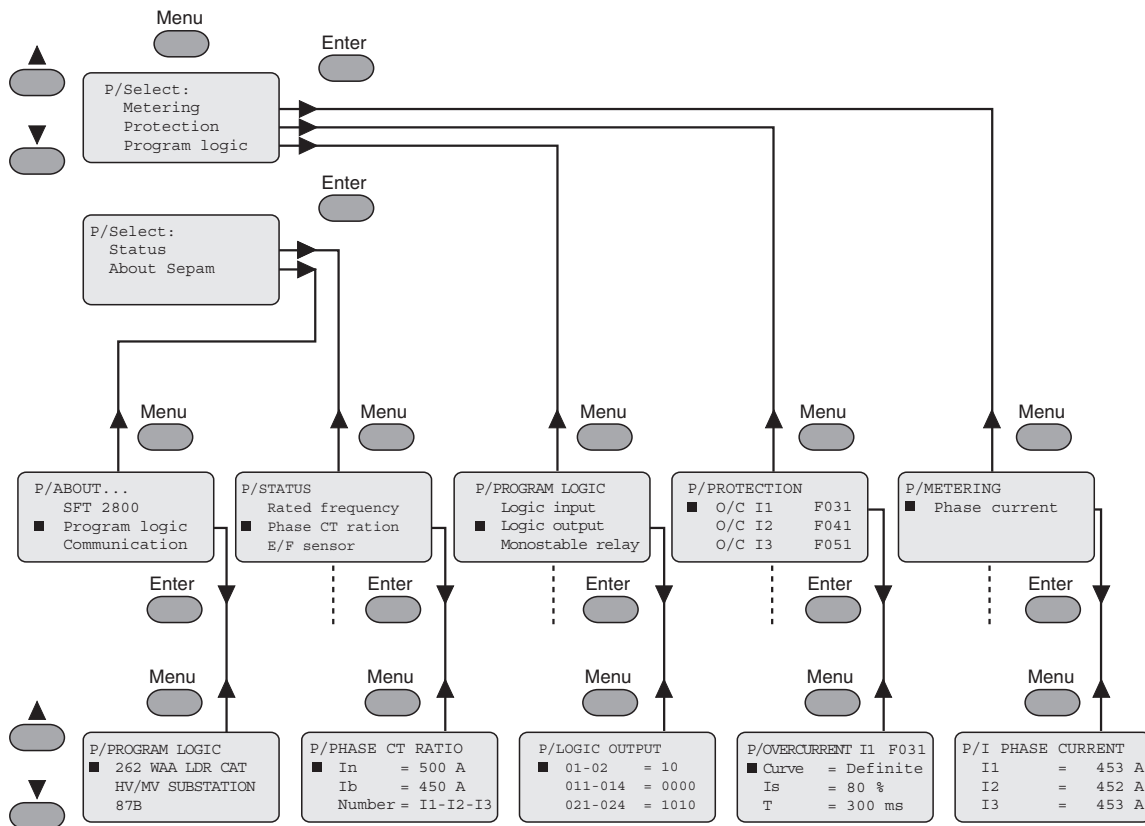 Menu
Enter
P/Select:
Metering
Protection
Program logic
Enter
P/Select:
Status
About Sepam
Menu
Menu
Menu
Menu
Menu
P/ABOUT...
SFT 2800
Program logic
Communication
P/STATUS
Rated frequency
Phase CT ration
E/F sensor
P/PROGRAM LOGIC
Logic input
Logic output
Monostable relay
P/PROTECTION
O/C I1 F031
O/C I2 F041
O/C I3 F051
P/METERING
Phase current
Enter
Enter
Enter
Enter
Enter
Menu
Menu
Menu
Menu
Menu
P/PROGRAM LOGIC
262 WAA LDR CAT
HV/MV SUBSTATION
87B
P/PHASE CT RATIO
In = 500 A
Ib = 450 A
Number = I1-I2-I3
P/LOGIC OUTPUT
01-02 = 10
011-014 = 0000
021-024 = 1010
P/OVERCURRENT I1 F031
Curve = Definite
Is = 80 %
T = 300 ms
P/I PHASE CURRENT
I1 = 453 A
I2 = 452 A
I3 = 453 A